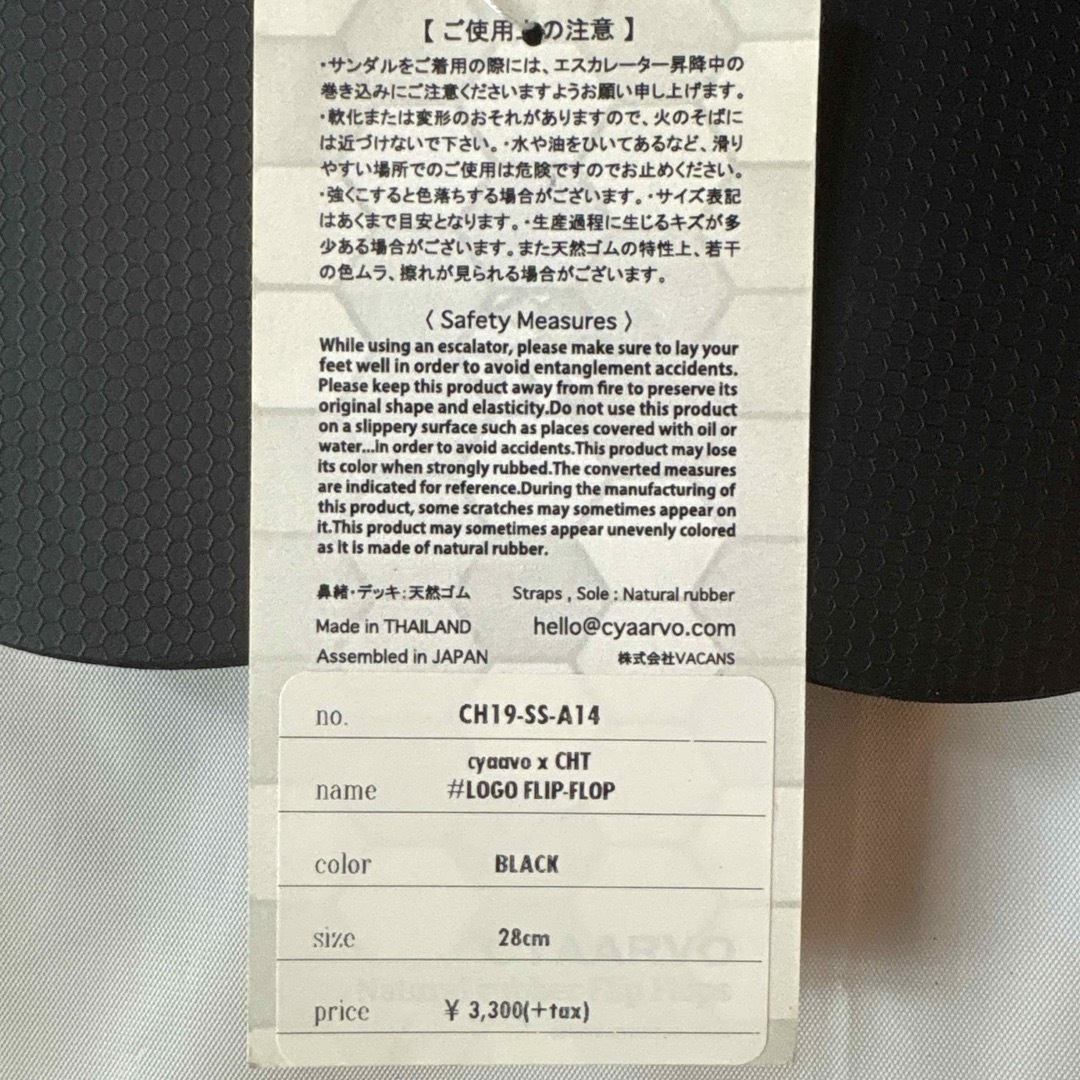 【 ご使用上の注意 】
・サンダルをご着用の際には、エスカレーター昇降中の
巻き込みにご注意くださいますようお願い申し上げます。
・軟化または変形のおそれがありますので、火のそばに
は近づけないで下さい。・水や油をひいてあるなど、滑り
やすい場所でのご使用は危険ですのでお止めください。
・強くこすると色落ちする場合がございます。・サイズ表記
はあくまで目安となります。・生産過程に生じるキズが多
少ある場合がございます。また天然ゴムの特性上、若干
の色ムラ、擦れが見られる場合がございます。
〈 Safety Measures 〉
While using an escalator, please make sure to lay your
feet well in order to avoid entanglement accidents.
Please keep this product away from fire to preserve its
original shape and elasticity.Do not use this product
on a slippery surface such as places covered with oil or
water...in order to avoid accidents.This product may lose
its color when strongly rubbed.The converted measures
are indicated for reference.During the manufacturing of
this product, some scratches may sometimes appear on
it.This product may sometimes appear unevenly colored
as it is made of natural rubber.
鼻緒・デッキ：天然ゴム Straps , Sole : Natural rubber
Made in THAILAND hello@cyaarvo.com
Assembled in JAPAN 株式会社VACANS
no. CH19-SS-A14
cyaavo x CHT
name #LOGO FLIP-FLOP
color BLACK
size 28cm
CYAARVO
Natural rubber Flip Flops
price ¥ 3,300(+tax)